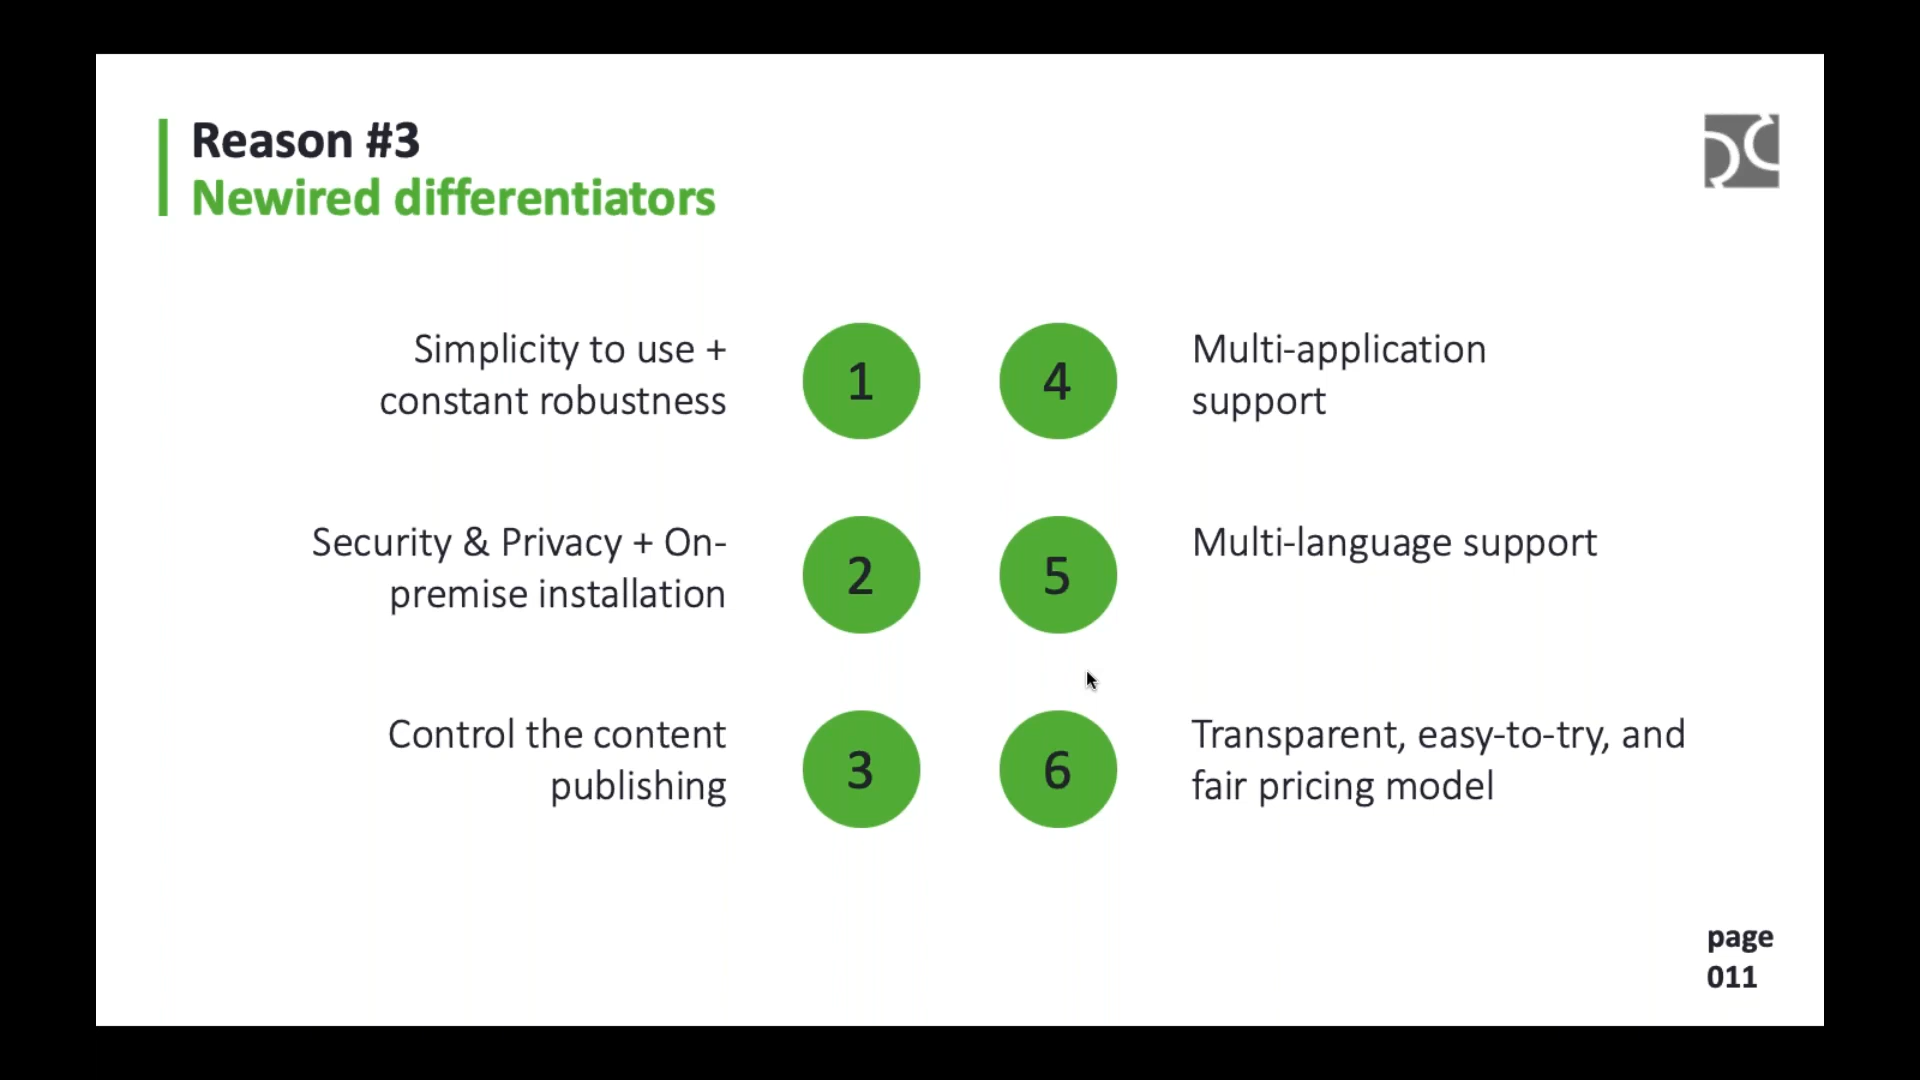 Reason #3
Newired differentiators
Simplicity to use +
constant robustness
1
Security & Privacy + On-
premise installation
2
Control the content
publishing
3
4
Multi-application
support
5
Multi-language support
6
Transparent, easy-to-try, and
fair pricing model
page
011